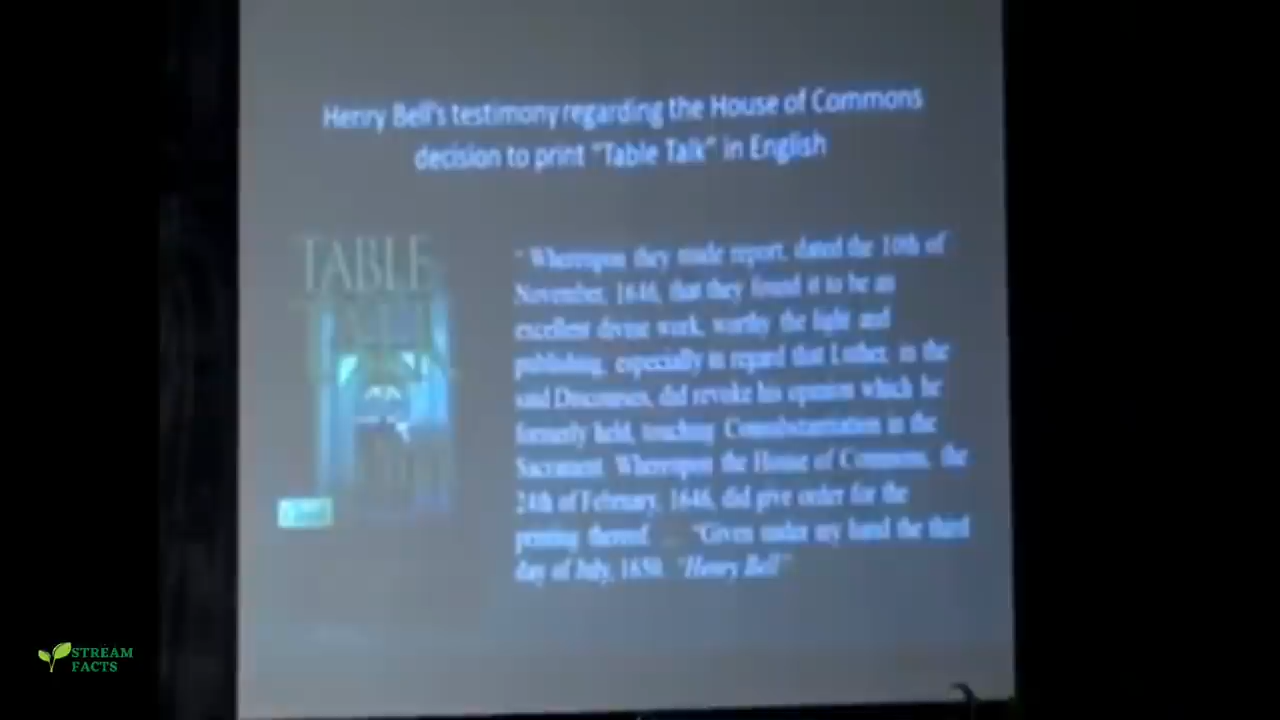 Henry Bell's testimony regarding the House of Commons
decision to print "Table Talk" in English
TABLE
" Whereupon they made report, dated the 10th of
November, 1646, that they found it to be an
excellent divine work, worthy the light and
publishing, especially in regard that Luther, in the
said Discourses, did revoke his opinion which he
formerly held, touching Consubstantiation in the
Sacrament. Whereupon the House of Commons, the
24th of February, 1646, did give order for the
printing thereof. "Given under my hand the third
day of July, 1650. "Henry Bell"
STREAM
FACTS